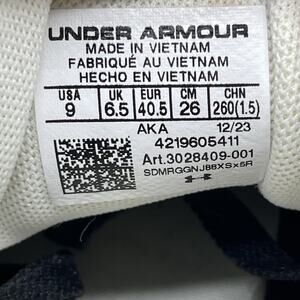 UNDER ARMOUR
MADE IN VIETNAM
FABRIQUÉ AU VIETNAM
HECHO EN VIETNAM
USA UK EUR CM CHN
9 6.5 40.5 26 260(1.5)
AKA 12/23
4219605411
Art.3028409-001
SDMRGGNJ88XSx5R